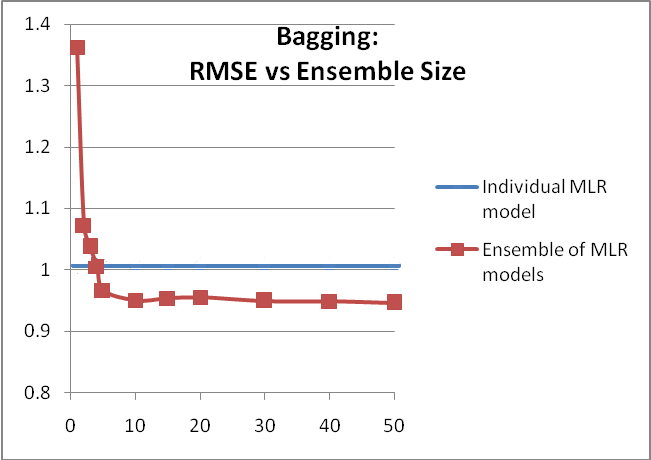 Bagging:
RMSE vs Ensemble Size
1.4
1.3
1.2
1.1
1
0.9
0.8
0 10 20 30 40 50
Individual MLR
model
Ensemble of MLR
models